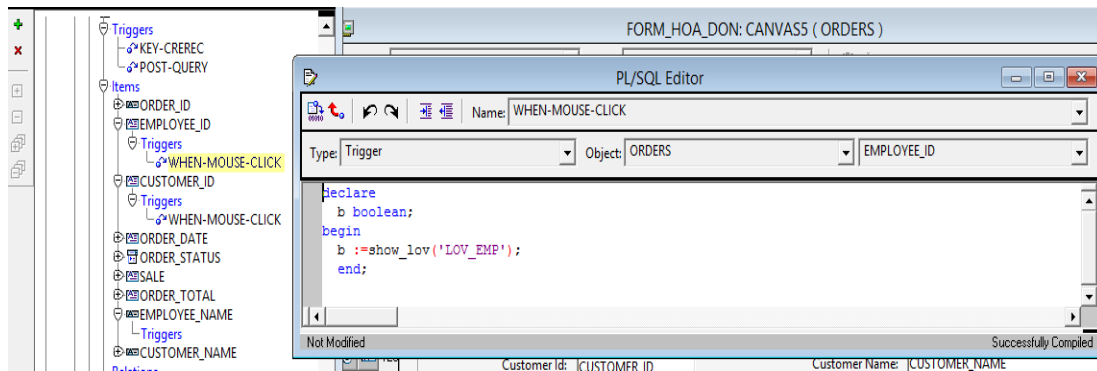 Triggers
KEY-CREREC
POST-QUERY
Items
ORDER_ID
EMPLOYEE_ID
Triggers
WHEN-MOUSE-CLICK
CUSTOMER_ID
Triggers
WHEN-MOUSE-CLICK
ORDER_DATE
ORDER_STATUS
SALE
ORDER_TOTAL
EMPLOYEE_NAME
Triggers
CUSTOMER_NAME
Relations
FORM_HOA_DON: CANVAS5 ( ORDERS )
PL/SQL Editor
Name: WHEN-MOUSE-CLICK
Type: Trigger Object: ORDERS EMPLOYEE_ID
declare
b boolean;
begin
b :=show_lov('LOV_EMP');
end;
Not Modified Successfully Compiled
Customer Id: CUSTOMER_ID Customer Name: CUSTOMER_NAME